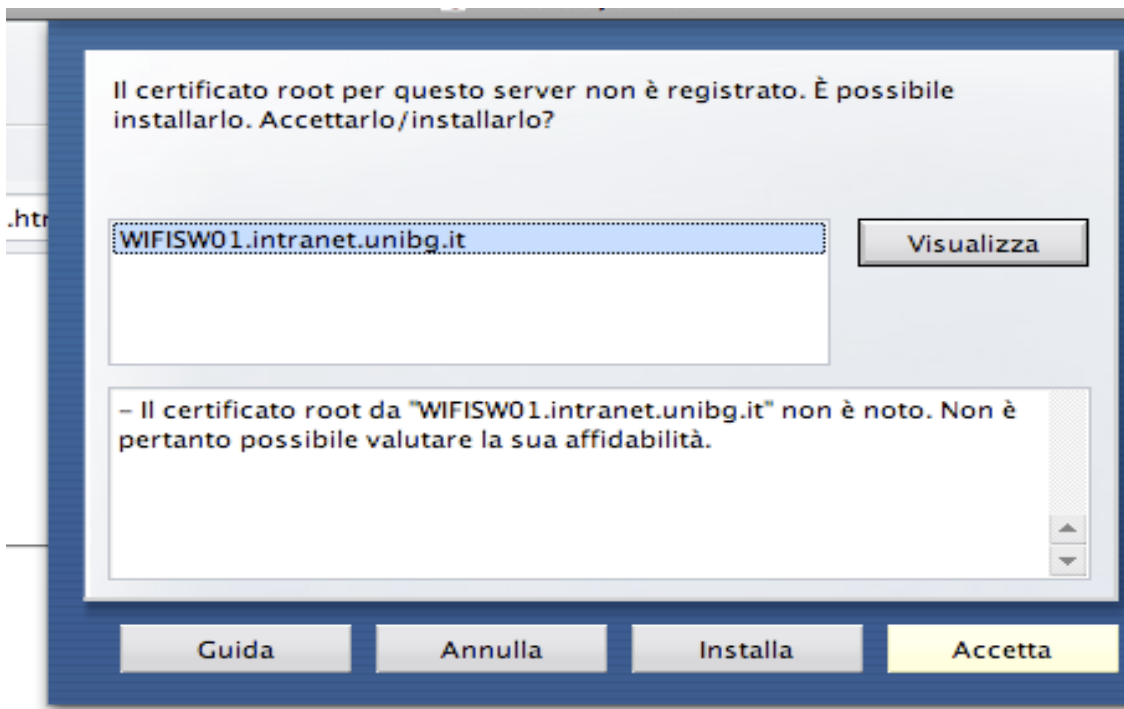 Il certificato root per questo server non è registrato. È possibile
installarlo. Accettarlo/installarlo?
.htr
WIFISW01.intranet.unibg.it
Visualizza
– Il certificato root da "WIFISW01.intranet.unibg.it" non è noto. Non è
pertanto possibile valutare la sua affidabilità.
Guida
Annulla
Installa
Accetta